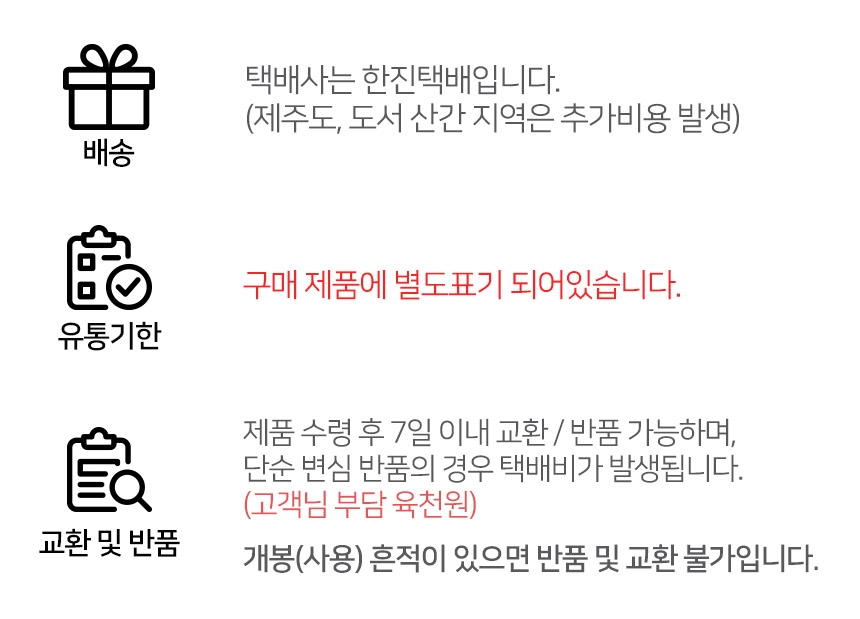 배송
택배사는 한진택배입니다.
(제주도, 도서 산간 지역은 추가비용 발생)
유통기한
구매 제품에 별도표기 되어있습니다.
교환 및 반품
제품 수령 후 7일 이내 교환 / 반품 가능하며,
단순 변심 반품의 경우 택배비가 발생됩니다.
(고객님 부담 육천원)
개봉(사용) 흔적이 있으면 반품 및 교환 불가입니다.